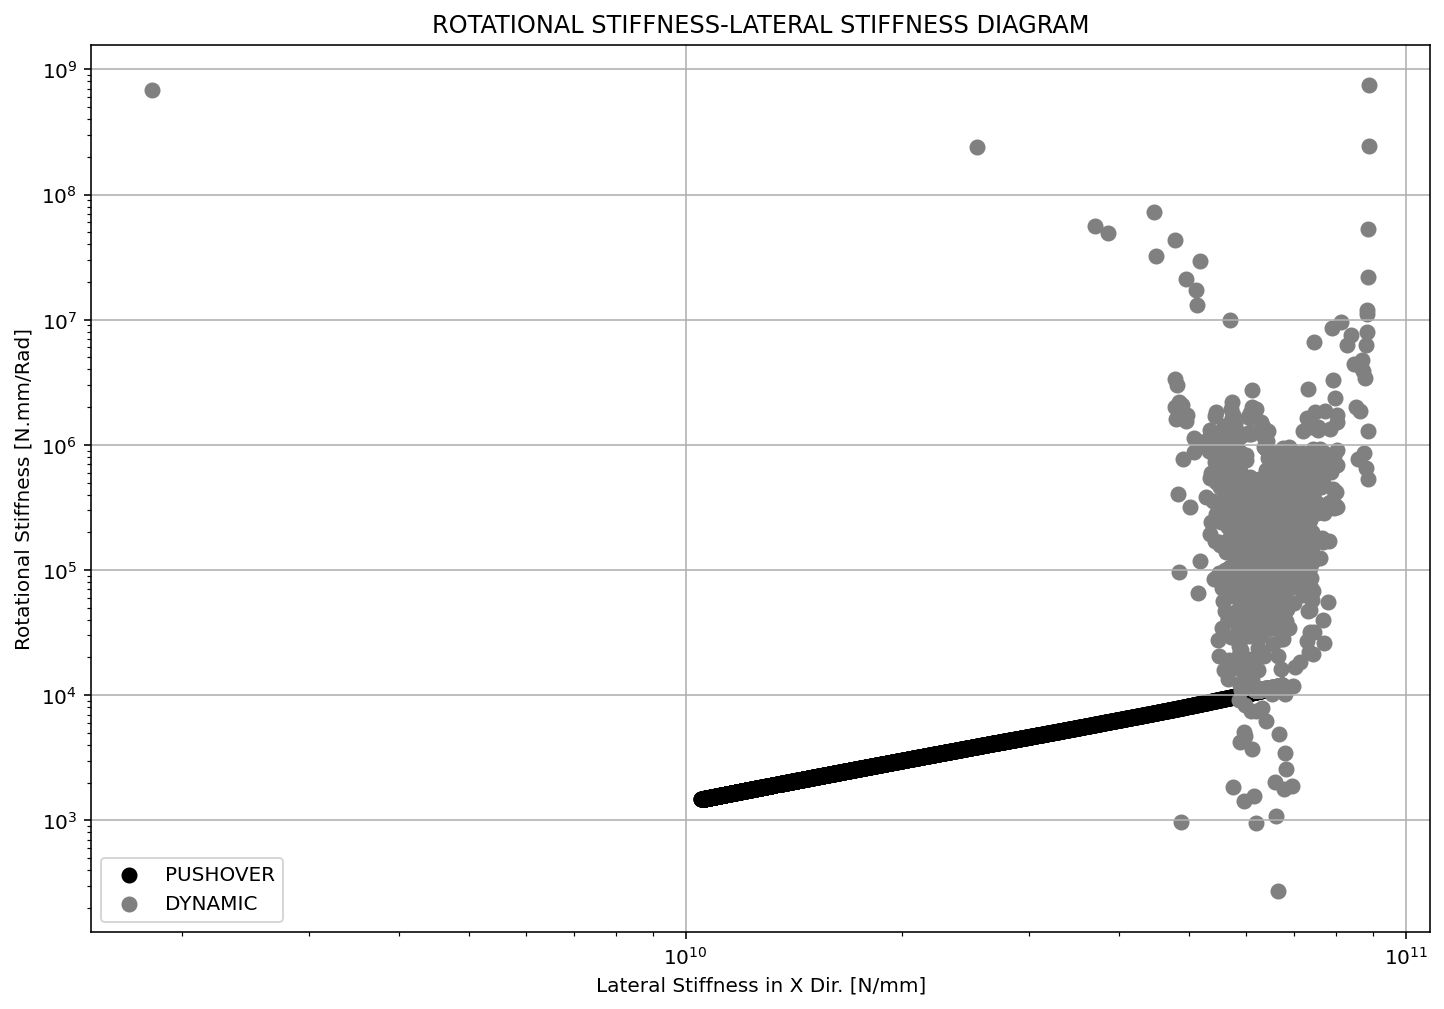 ROTATIONAL STIFFNESS-LATERAL STIFFNESS DIAGRAM
Rotational Stiffness [N.mm/Rad]
10⁹
10⁸
10⁷
10⁶
10⁵
10⁴
10³
PUSHOVER
DYNAMIC
10¹⁰
10¹¹
Lateral Stiffness in X Dir. [N/mm]